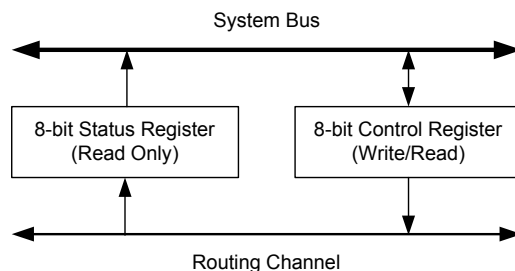 System Bus
8-bit Status Register
(Read Only)
8-bit Control Register
(Write/Read)
Routing Channel